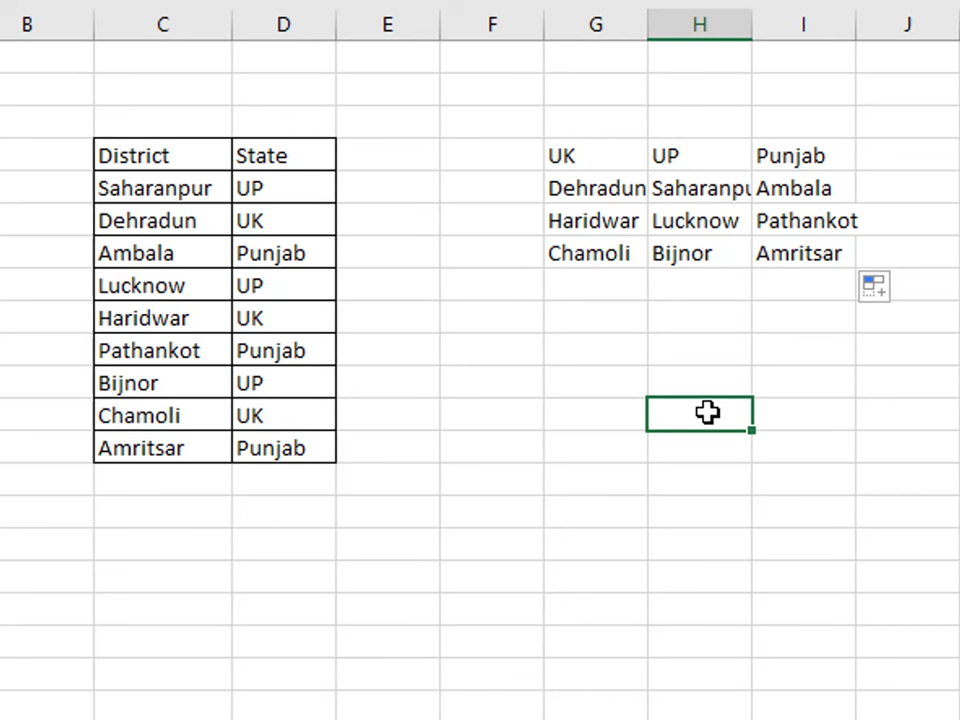 B C D E F G H I J
District State UK UP Punjab
Saharanpur UP Dehradun Saharanpu Ambala
Dehradun UK Haridwar Lucknow Pathankot
Ambala Punjab Chamoli Bijnor Amritsar
Lucknow UP
Haridwar UK
Pathankot Punjab
Bijnor UP
Chamoli UK
Amritsar Punjab